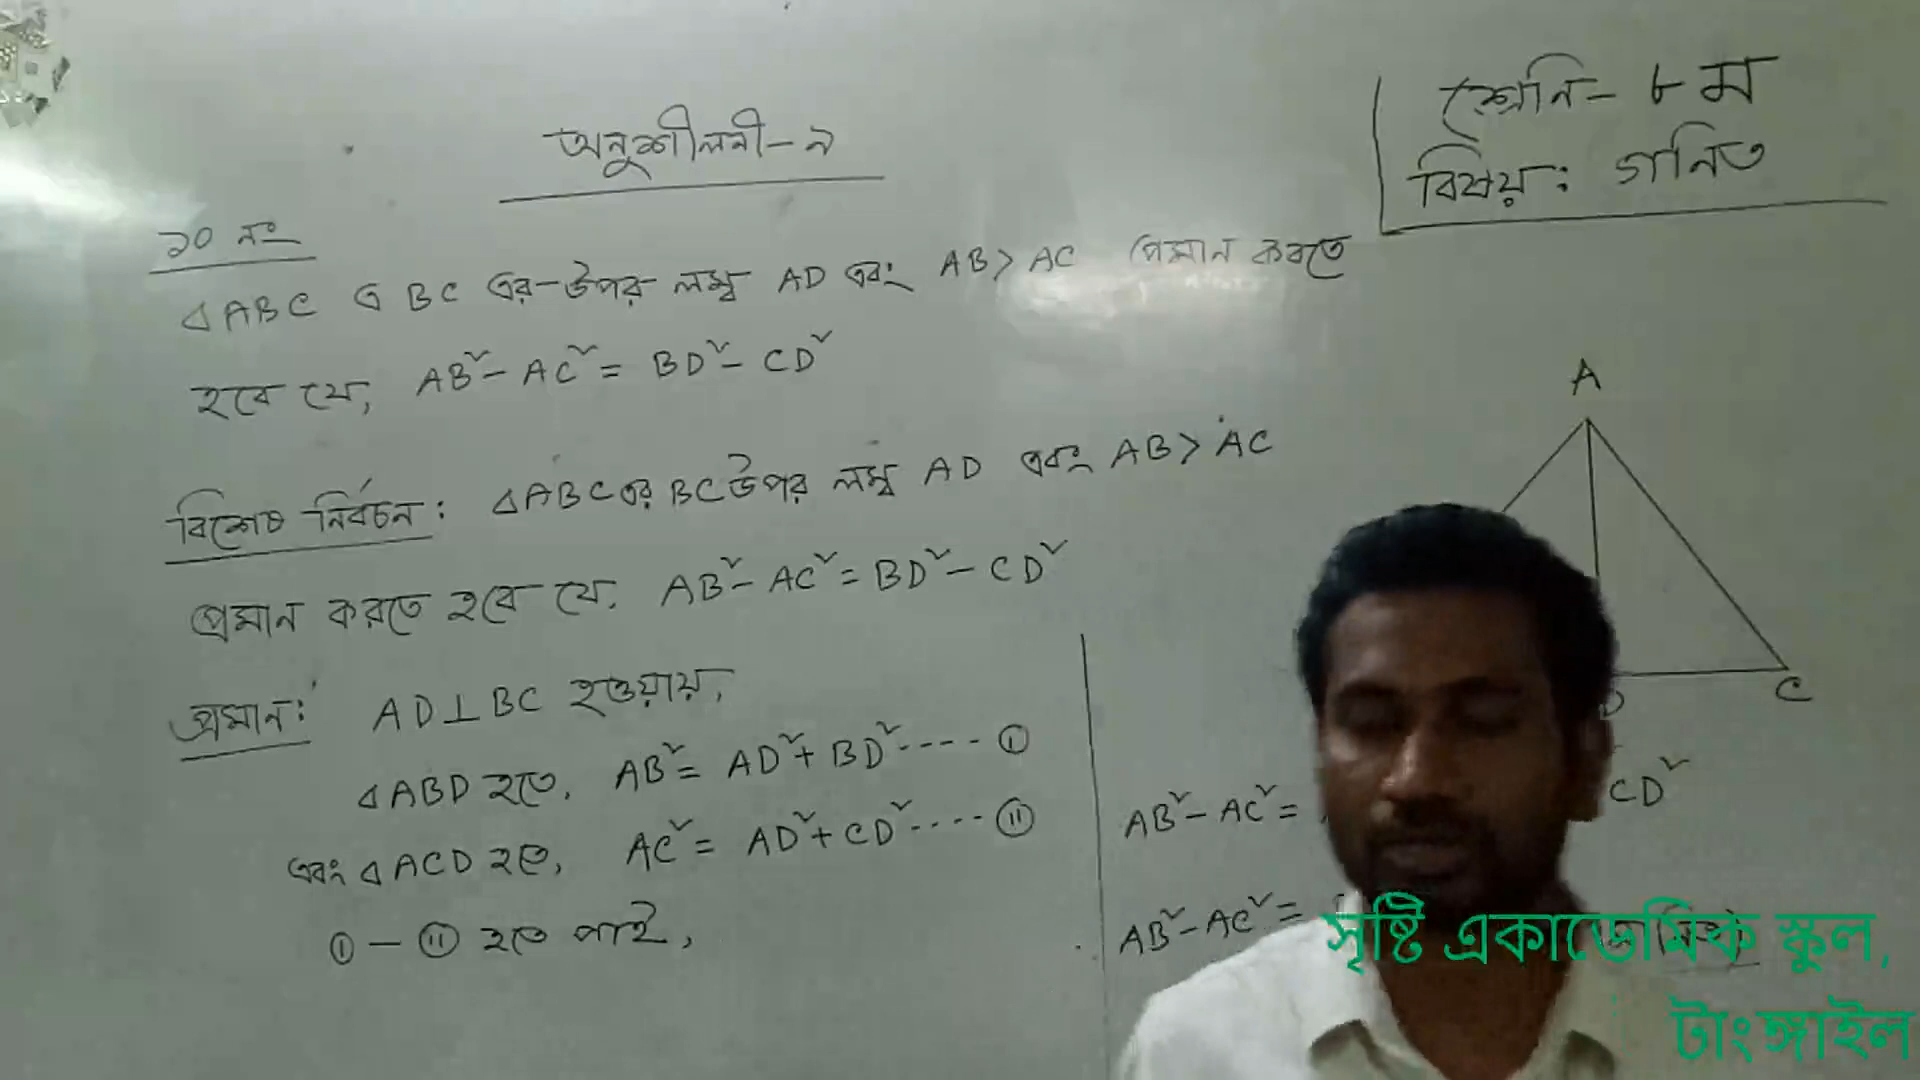 শ্রেনি- ৮ম
বিষয়: গনিত
অনুশীলনী-৯
১০ নং
△ABC এ BC এর-উপর লম্ব AD এবং AB > AC প্রমান করতে
হবে যে, AB² - AC² = BD² - CD²
বিশেষ নির্বচন: △ABC এর BC উপর লম্ব AD এবং AB > AC
প্রমান করতে হবে যে, AB² - AC² = BD² - CD²
প্রমান: AD⊥BC হওয়ায়,
△ABD হতে, AB² = AD² + BD² ---- (i)
এবং △ACD হতে, AC² = AD² + CD² ---- (ii)
(i) - (ii) হতে পাই,
A
D
C
AB² - AC² = CD²
AB² - AC² =
সৃষ্টি একাডেমিক স্কুল,
টাংঙ্গাইল